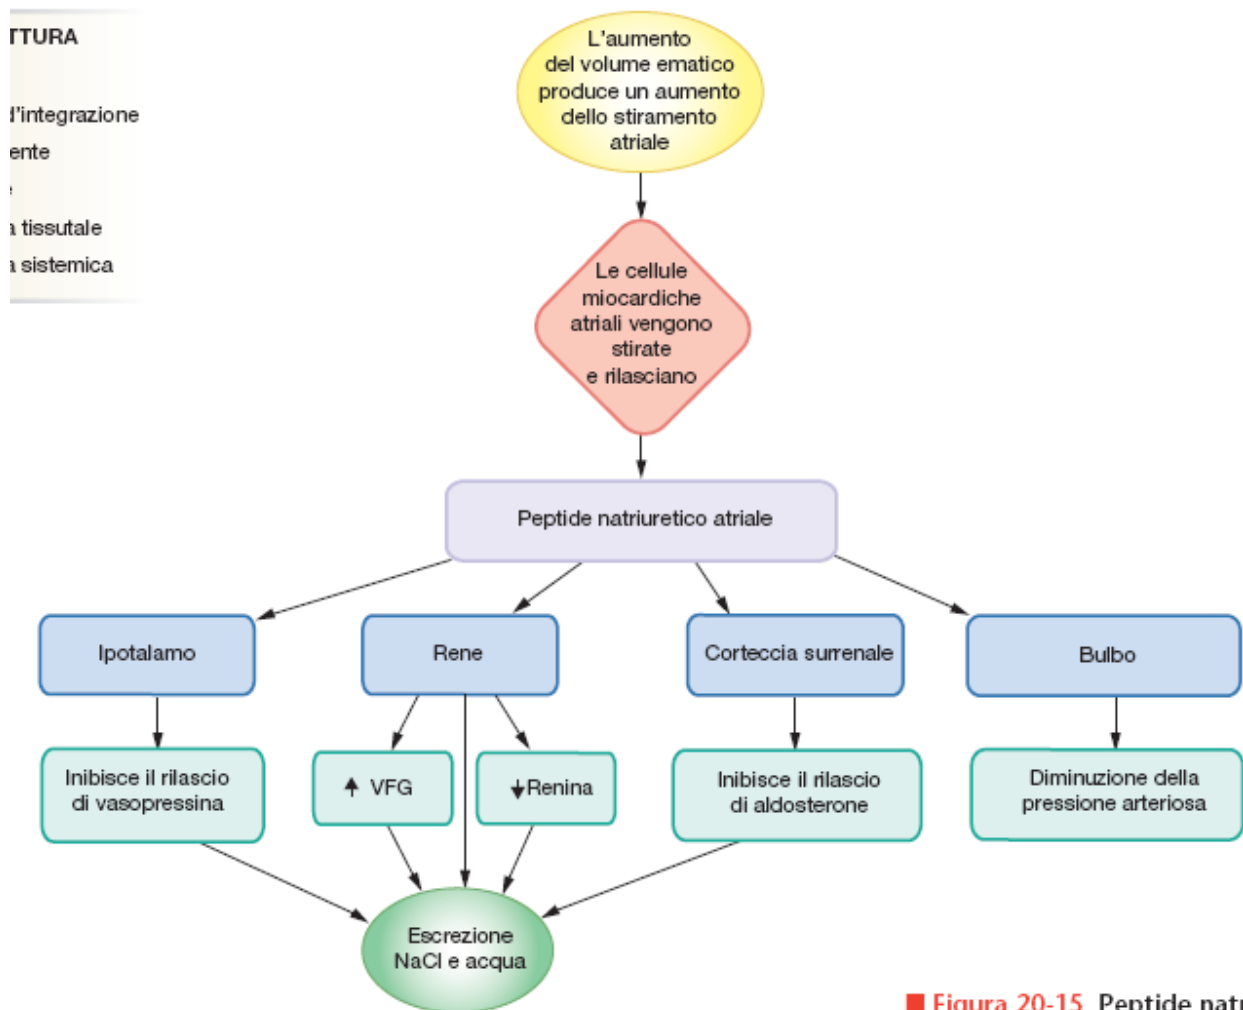 TTURA
d'integrazione
ente
e
a tissutale
a sistemica
L'aumento
del volume ematico
produce un aumento
dello stiramento
atriale
Le cellule
miocardiche
atriali vengono
stirate
e rilasciano
Peptide natriuretico atriale
Ipotalamo
Rene
Corteccia surrenale
Bulbo
Inibisce il rilascio
di vasopressina
↑ VFG
↓Renina
Inibisce il rilascio
di aldosterone
Diminuzione della
pressione arteriosa
Escrezione
NaCl e acqua
■ Figura 20-15 Peptide natr